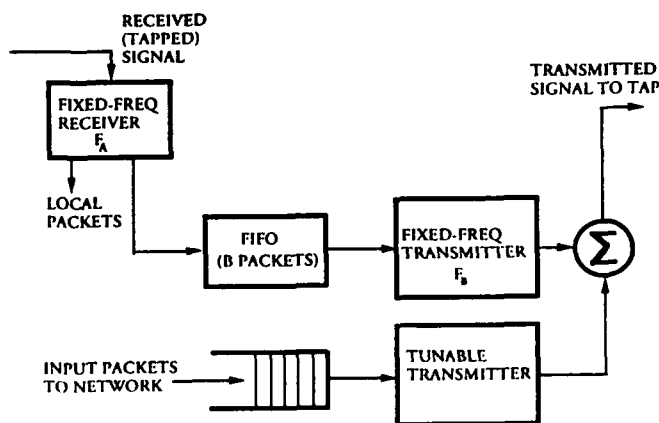 RECEIVED
(TAPPED)
SIGNAL
TRANSMITTED
SIGNAL TO TAP
FIXED-FREQ
RECEIVER
F_A
LOCAL
PACKETS
FIFO
(B PACKETS)
FIXED-FREQ
TRANSMITTER
F_B
Σ
INPUT PACKETS
TO NETWORK
TUNABLE
TRANSMITTER